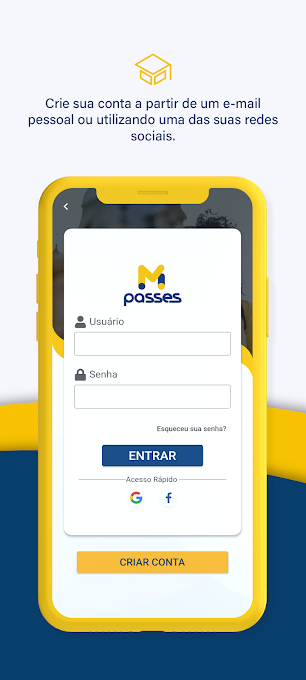 Crie sua conta a partir de um e-mail
pessoal ou utilizando uma das suas redes
sociais.
M
passes
Usuário
Senha
Esqueceu sua senha?
ENTRAR
Acesso Rápido
G f
CRIAR CONTA